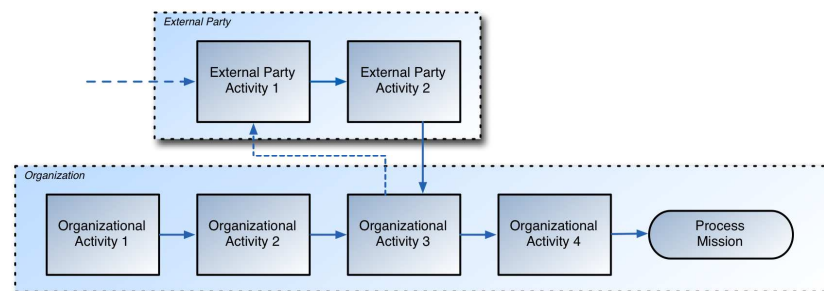 External Party
External Party
Activity 1
External Party
Activity 2
Organization
Organizational
Activity 1
Organizational
Activity 2
Organizational
Activity 3
Organizational
Activity 4
Process
Mission